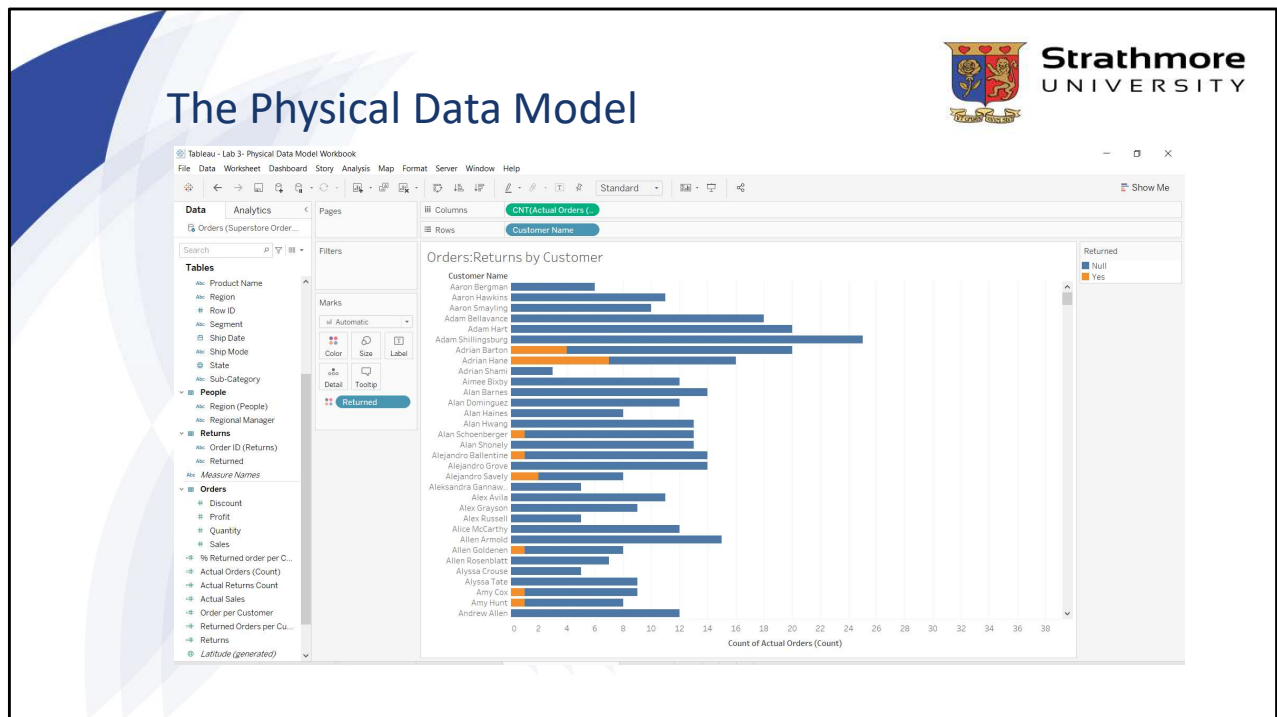 Strathmore
UNIVERSITY
The Physical Data Model
Tableau - Lab 3- Physical Data Model Workbook
File Data Worksheet Dashboard Story Analysis Map Format Server Window Help
Standard
Show Me
Data Analytics
Orders (Superstore Order...
Search
Tables
Abc Product Name
Abc Region
# Row ID
Abc Segment
Ship Date
Abc Ship Mode
State
Abc Sub-Category
People
Abc Region (People)
Abc Regional Manager
Returns
Abc Order ID (Returns)
Abc Returned
Abc Measure Names
Orders
# Discount
# Profit
# Quantity
# Sales
=# % Returned order per C...
=# Actual Orders (Count)
=# Actual Returns Count
=# Actual Sales
=# Order per Customer
=# Returned Orders per Cu...
=# Returns
Latitude (generated)
Pages
Filters
Marks
Automatic
Color Size Label
Detail Tooltip
Returned
Columns CNT(Actual Orders (..
Rows Customer Name
Orders:Returns by Customer
Customer Name
Aaron Bergman
Aaron Hawkins
Aaron Smayling
Adam Bellavance
Adam Hart
Adam Shillingsburg
Adrian Barton
Adrian Hane
Adrian Shami
Aimee Bixby
Alan Barnes
Alan Dominguez
Alan Haines
Alan Hwang
Alan Schoenberger
Alan Shonely
Alejandro Ballentine
Alejandro Grove
Alejandro Savely
Aleksandra Gannaw..
Alex Avila
Alex Grayson
Alex Russell
Alice McCarthy
Allen Armold
Allen Goldenen
Allen Rosenblatt
Alyssa Crouse
Alyssa Tate
Amy Cox
Amy Hunt
Andrew Allen
0 2 4 6 8 10 12 14 16 18 20 22 24 26 28 30 32 34 36 38
Count of Actual Orders (Count)
Returned
Null
Yes